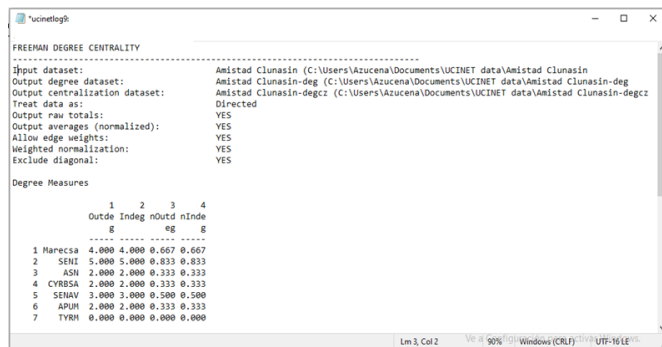 *ucinetlog9:
FREEMAN DEGREE CENTRALITY
--------------------------------------------------------------------------------
Input dataset: Amistad Clunasin (C:\Users\Azucena\Documents\UCINET data\Amistad Clunasin
Output degree dataset: Amistad Clunasin-deg (C:\Users\Azucena\Documents\UCINET data\Amistad Clunasin-deg
Output centralization dataset: Amistad Clunasin-degcz (C:\Users\Azucena\Documents\UCINET data\Amistad Clunasin-degcz
Treat data as: Directed
Output raw totals: YES
Output averages (normalized): YES
Allow edge weights: YES
Weighted normalization: YES
Exclude diagonal: YES
Degree Measures
1 2 3 4
Outde Indeg nOutd nInde
g eg g
----- ----- ----- -----
1 Marecsa 4.000 4.000 0.667 0.667
2 SENI 5.000 5.000 0.833 0.833
3 ASN 2.000 2.000 0.333 0.333
4 CYRBSA 2.000 2.000 0.333 0.333
5 SENAV 3.000 3.000 0.500 0.500
6 APUM 2.000 2.000 0.333 0.333
7 TYRM 0.000 0.000 0.000 0.000
Lm 3, Col 2 90% Windows (CRLF) UTF-16 LE
Ve a Configuración para activar Windows.